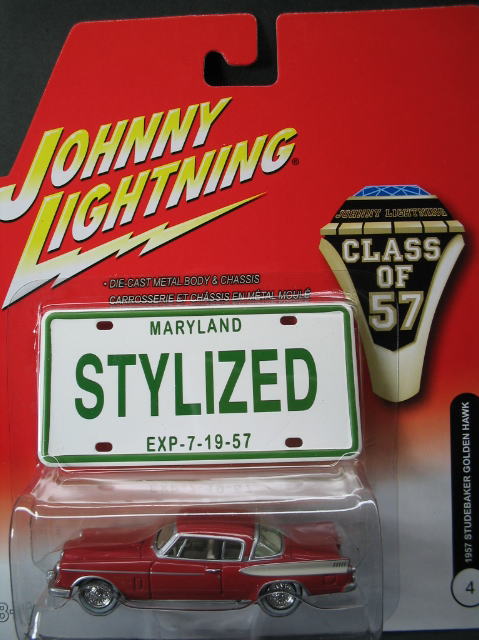 JOHNNY
LIGHTNING®
• DIE-CAST METAL BODY & CHASSIS
CARROSSERIE ET CHÂSSIS EN MÉTAL MOULÉ
JOHNNY LIGHTNING
CLASS
OF
57
MARYLAND
STYLIZED
EXP-7-19-57
1957 STUDEBAKER GOLDEN HAWK
4